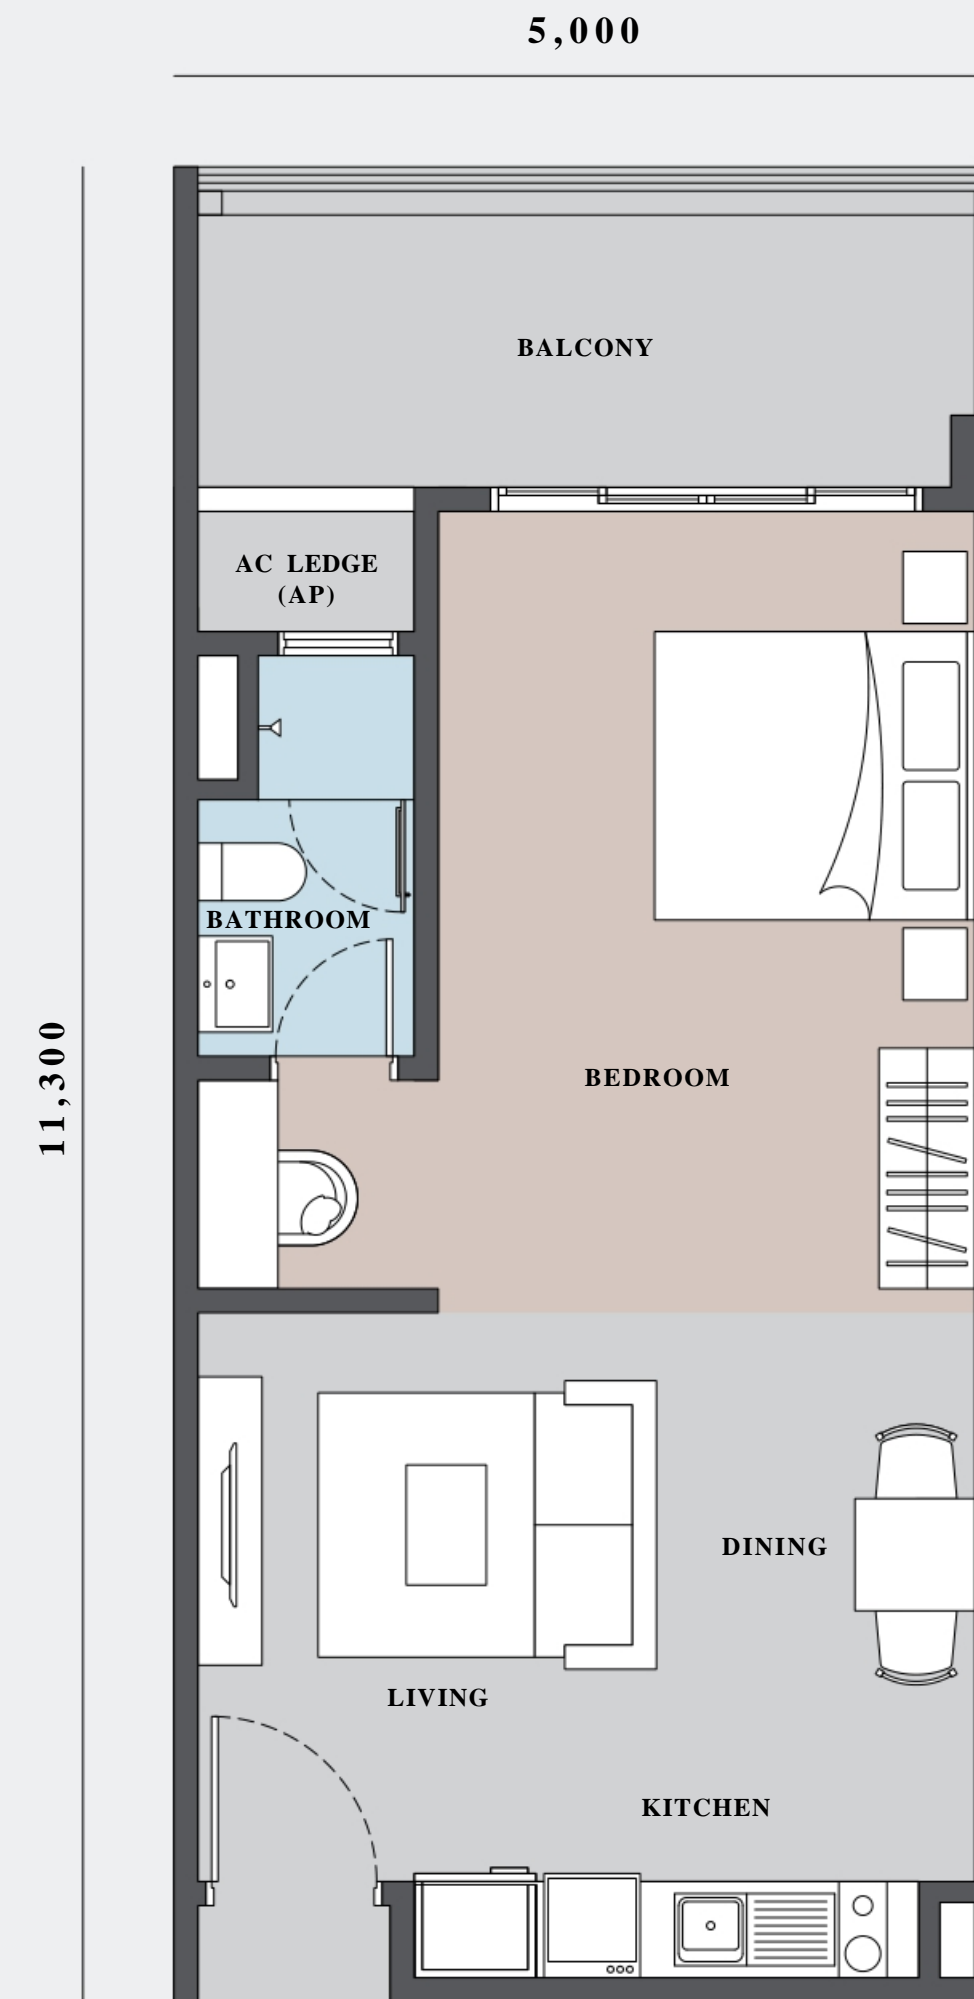 5,000
BALCONY
AC LEDGE
(AP)
BATHROOM
11,300
BEDROOM
DINING
LIVING
KITCHEN